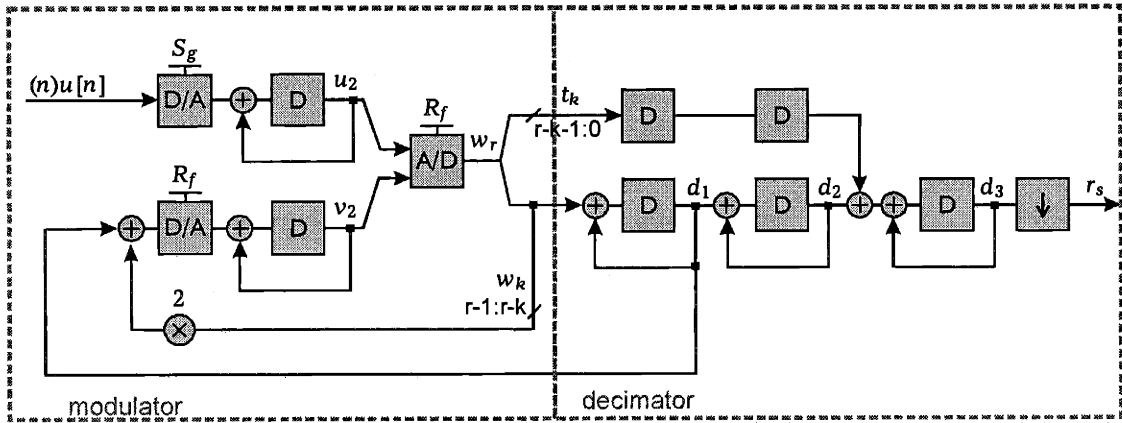 S_g
(n)u[n]
D/A
+
D
u_2
R_f
A/D
w_r
t_k
r-k-1:0
D
D
R_f
+
D/A
+
D
v_2
+
D
d_1
+
D
d_2
+
+
D
d_3
↓
r_s
w_k
r-1:r-k
2
×
modulator
decimator